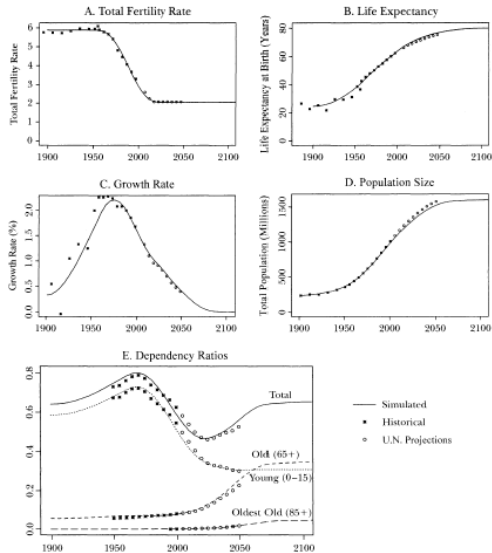 A. Total Fertility Rate
Total Fertility Rate
0 1 2 3 4 5 6
1900 1950 2000 2050 2100
B. Life Expectancy
Life Expectancy at Birth (Years)
0 20 40 60 80
1900 1950 2000 2050 2100
C. Growth Rate
Growth Rate (%)
0.0 0.5 1.0 1.5 2.0
1900 1950 2000 2050 2100
D. Population Size
Total Population (Millions)
0 500 1000 1500
1900 1950 2000 2050 2100
E. Dependency Ratios
0.0 0.2 0.4 0.6 0.8
Total
Old (65+)
Young (0–15)
Oldest Old (85+)
1900 1950 2000 2050 2100
Simulated
Historical
U.N. Projections